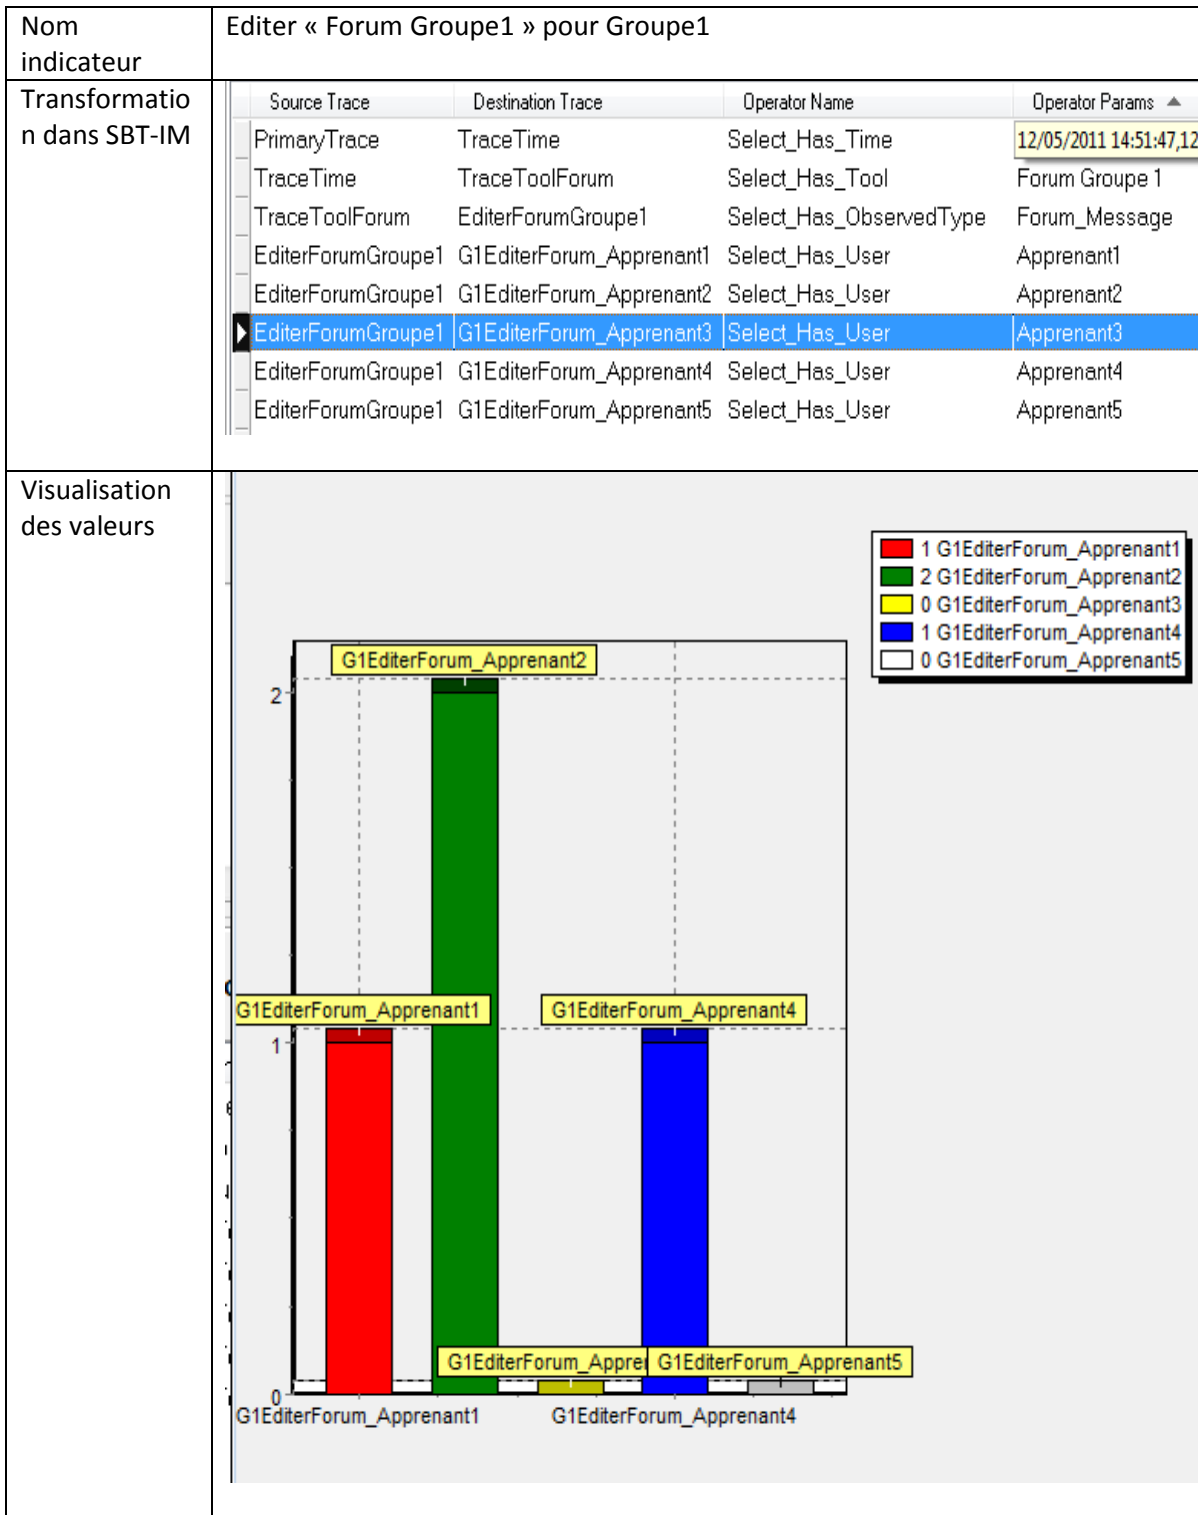 Nom
indicateur
Editer « Forum Groupe1 » pour Groupe1
Transformatio
n dans SBT-IM
Source Trace Destination Trace Operator Name Operator Params
PrimaryTrace TraceTime Select_Has_Time 12/05/2011 14:51:47,12
TraceTime TraceToolForum Select_Has_Tool Forum Groupe 1
TraceToolForum EditerForumGroupe1 Select_Has_ObservedType Forum_Message
EditerForumGroupe1 G1EditerForum_Apprenant1 Select_Has_User Apprenant1
EditerForumGroupe1 G1EditerForum_Apprenant2 Select_Has_User Apprenant2
EditerForumGroupe1 G1EditerForum_Apprenant3 Select_Has_User Apprenant3
EditerForumGroupe1 G1EditerForum_Apprenant4 Select_Has_User Apprenant4
EditerForumGroupe1 G1EditerForum_Apprenant5 Select_Has_User Apprenant5
Visualisation
des valeurs
1 G1EditerForum_Apprenant1
2 G1EditerForum_Apprenant2
0 G1EditerForum_Apprenant3
1 G1EditerForum_Apprenant4
0 G1EditerForum_Apprenant5
G1EditerForum_Apprenant2
2
G1EditerForum_Apprenant1 G1EditerForum_Apprenant4
1
G1EditerForum_Appre G1EditerForum_Apprenant5
0
G1EditerForum_Apprenant1 G1EditerForum_Apprenant4